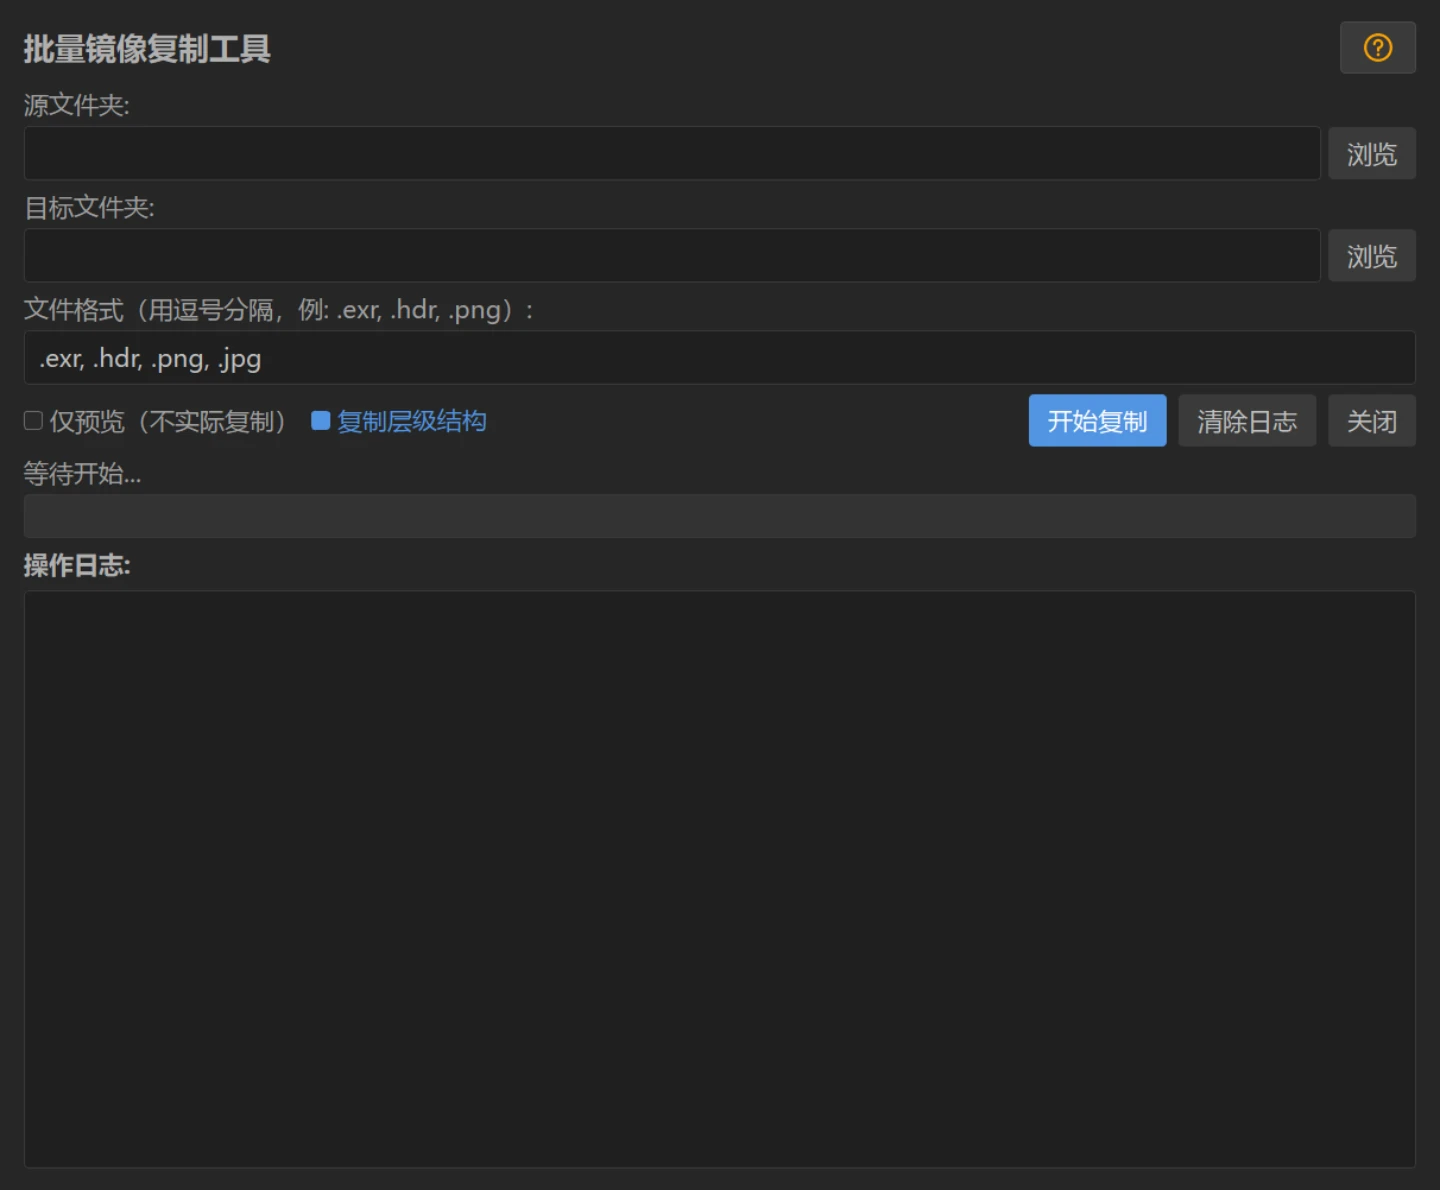 批量镜像复制工具
源文件夹:
浏览
目标文件夹:
浏览
文件格式（用逗号分隔，例: .exr, .hdr, .png）:
.exr, .hdr, .png, .jpg
仅预览（不实际复制） 复制层级结构 开始复制 清除日志 关闭
等待开始...
操作日志: